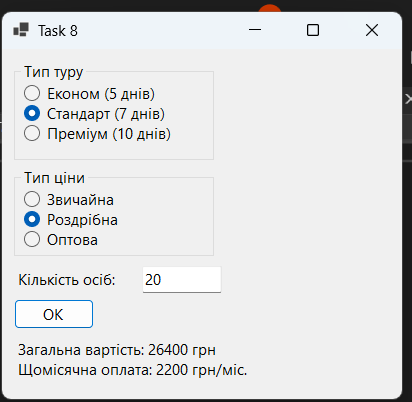 Task 8
Тип туру
Економ (5 днів)
Стандарт (7 днів)
Преміум (10 днів)
Тип ціни
Звичайна
Роздрібна
Оптова
Кількість осіб: 20
OK
Загальна вартість: 26400 грн
Щомісячна оплата: 2200 грн/міс.